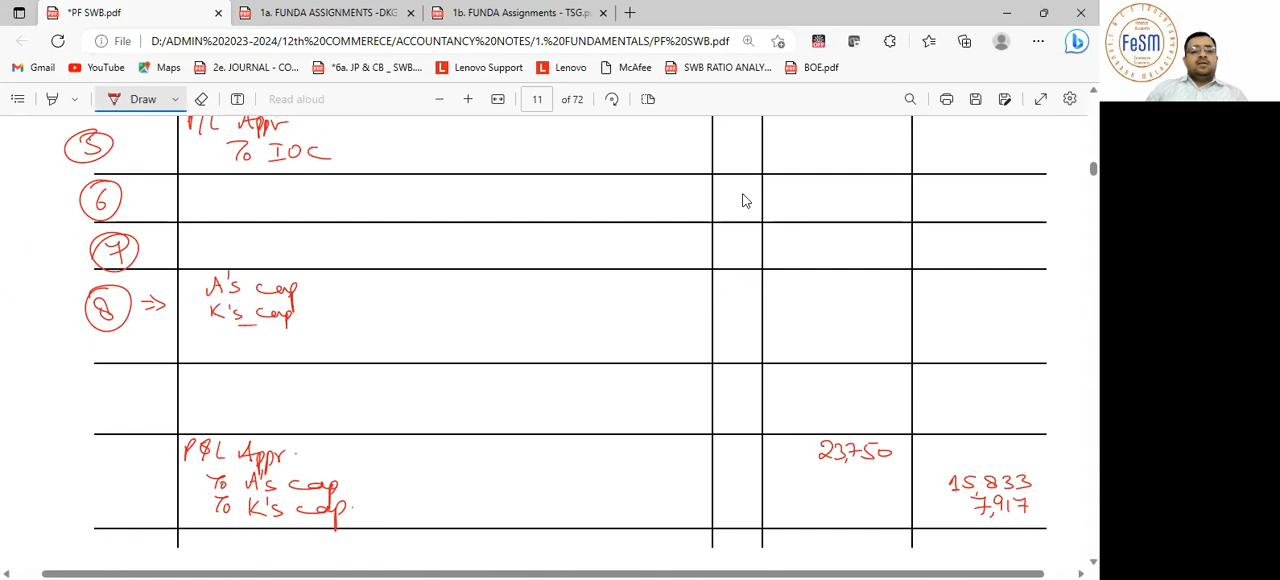 *PF SWB.pdf
1a. FUNDA ASSIGNMENTS -DKG
1b. FUNDA Assignments - TSG.p
File
D:/ADMIN%202023-2024/12th%20COMMERECE/ACCOUNTANCE%20NOTES/1.%20FUNDAMENTALS/PF%20SWB.pdf
Gmail
YouTube
Maps
2e. JOURNAL - CO...
*6a. JP & CB _ SWB....
Lenovo Support
Lenovo
McAfee
SWB RATIO ANALY...
BOE.pdf
Draw
Read aloud
11
of 72
FeSM
P/L Appr
To IOC
6
7
8 ⇒
A's cap
K's cap
P&L Appr. 23,750
To A's cap 15,833
To K's cap. 7,917